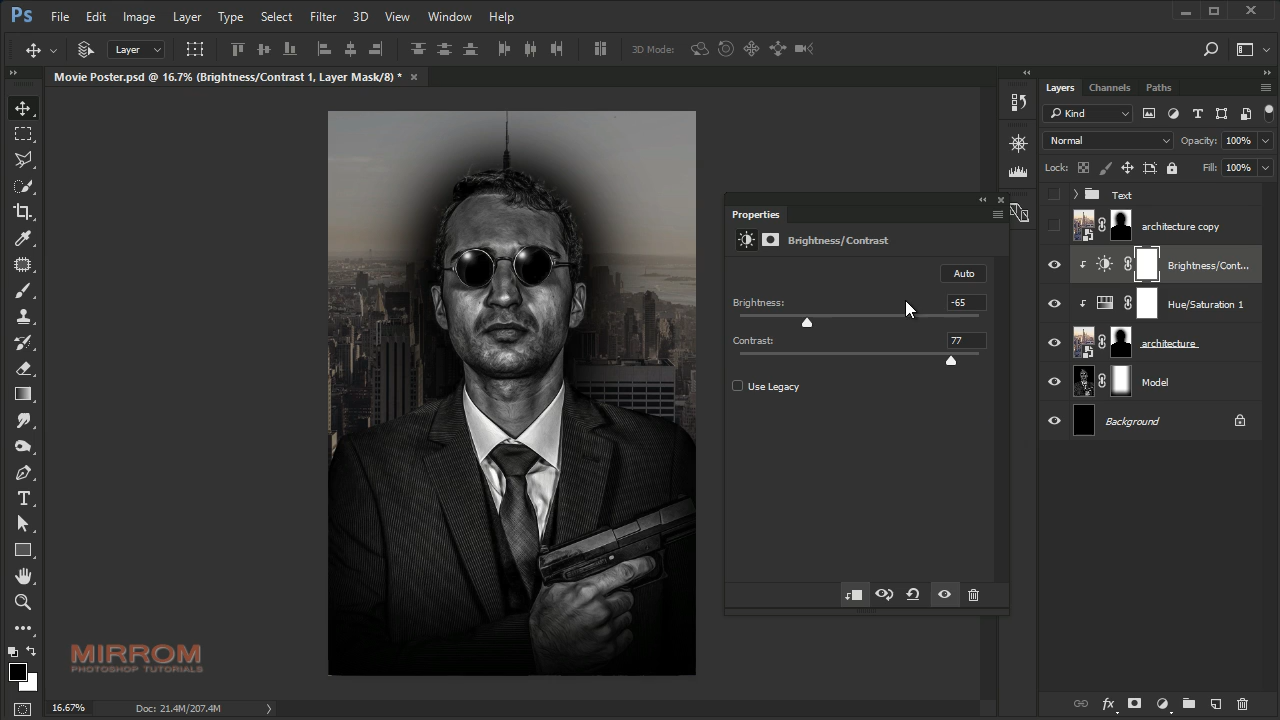 Ps File Edit Image Layer Type Select Filter 3D View Window Help
Layer 3D Mode:
Movie Poster.psd @ 16.7% (Brightness/Contrast 1, Layer Mask/8) *
Layers Channels Paths
Kind
Normal Opacity: 100%
Lock: Fill: 100%
Text
architecture copy
Brightness/Cont...
Hue/Saturation 1
architecture
Model
Background
Properties
Brightness/Contrast
Auto
Brightness: -65
Contrast: 77
Use Legacy
MIRROM
PHOTOSHOP TUTORIALS
16.67% Doc: 21.4M/207.4M
fx